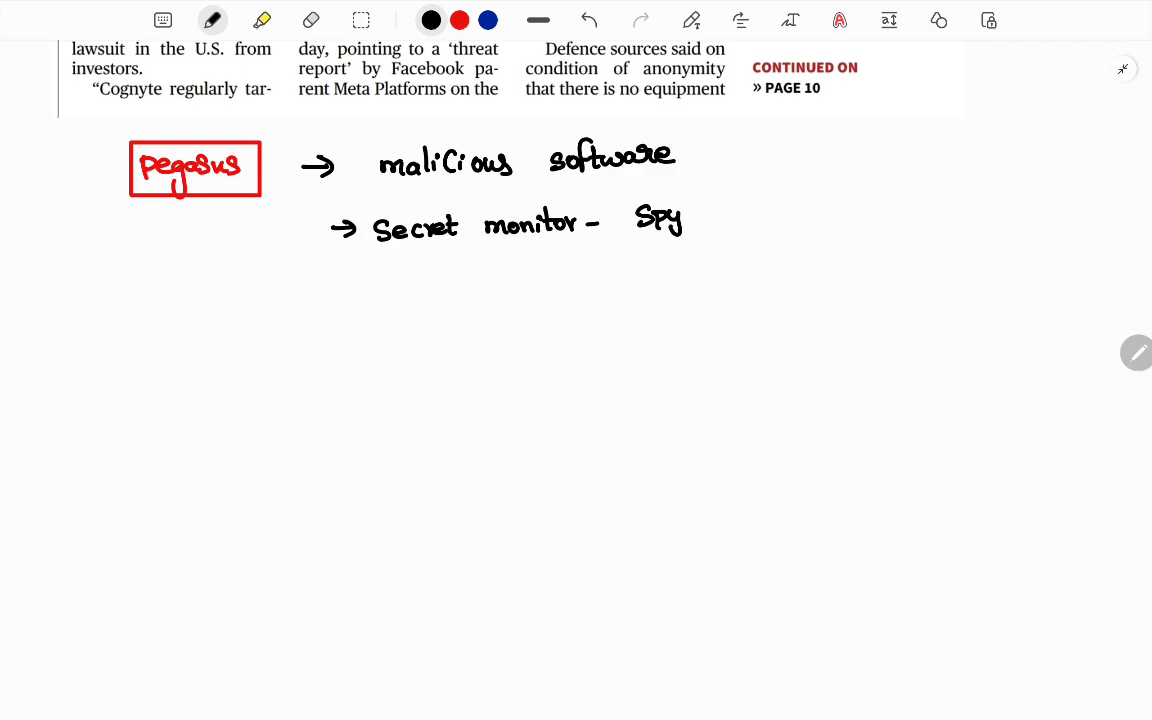 lawsuit in the U.S. from
investors.
“Cognyte regularly tar-
day, pointing to a ‘threat
report’ by Facebook pa-
rent Meta Platforms on the
Defence sources said on
condition of anonymity
that there is no equipment
CONTINUED ON
» PAGE 10
Pegasus → malicious software
→ Secret monitor - Spy